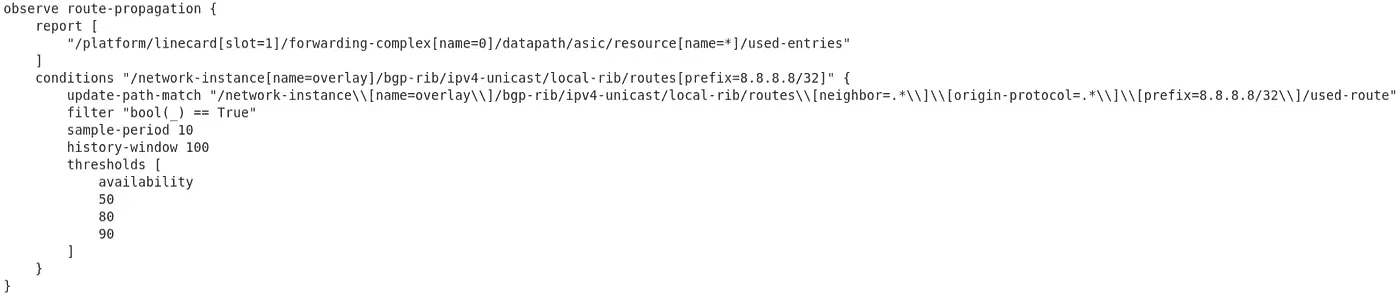 observe route-propagation {
    report [
        "/platform/linecard[slot=1]/forwarding-complex[name=0]/datapath/asic/resource[name=*]/used-entries"
    ]
    conditions "/network-instance[name=overlay]/bgp-rib/ipv4-unicast/local-rib/routes[prefix=8.8.8.8/32]" {
        update-path-match "/network-instance\\[name=overlay\\]/bgp-rib/ipv4-unicast/local-rib/routes\\[neighbor=.*\\]\\[origin-protocol=.*\\]\\[prefix=8.8.8.8/32\\]/used-route"
        filter "bool(_) == True"
        sample-period 10
        history-window 100
        thresholds [
            availability
            50
            80
            90
        ]
    }
}